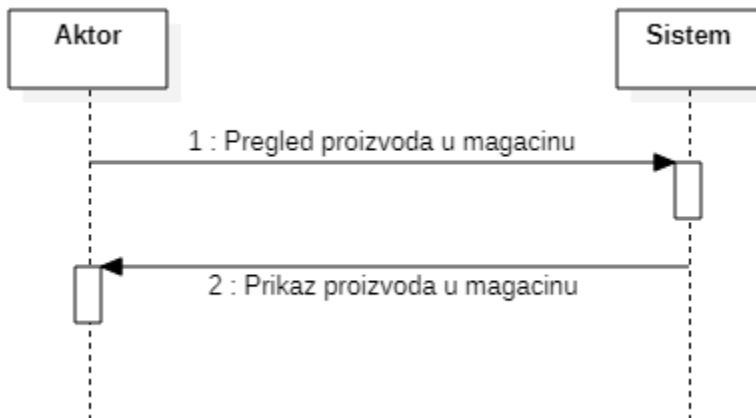 Aktor
Sistem
1 : Pregled proizvoda u magacinu
2 : Prikaz proizvoda u magacinu